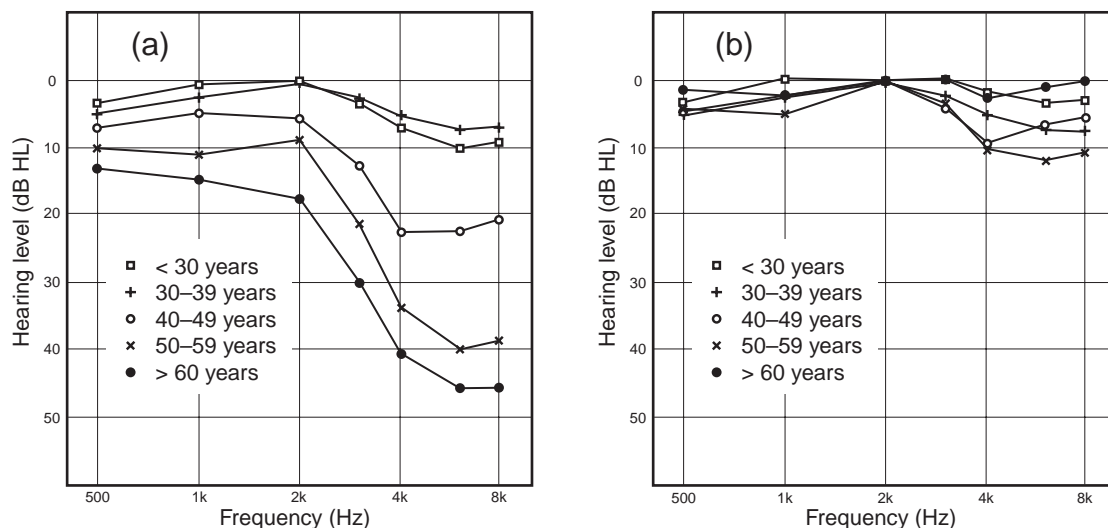 (a)
Hearing level (dB HL)
0
10
20
30
40
50
< 30 years
30–39 years
40–49 years
50–59 years
> 60 years
500
1k
2k
4k
8k
Frequency (Hz)
(b)
Hearing level (dB HL)
0
10
20
30
40
50
< 30 years
30–39 years
40–49 years
50–59 years
> 60 years
500
1k
2k
4k
8k
Frequency (Hz)